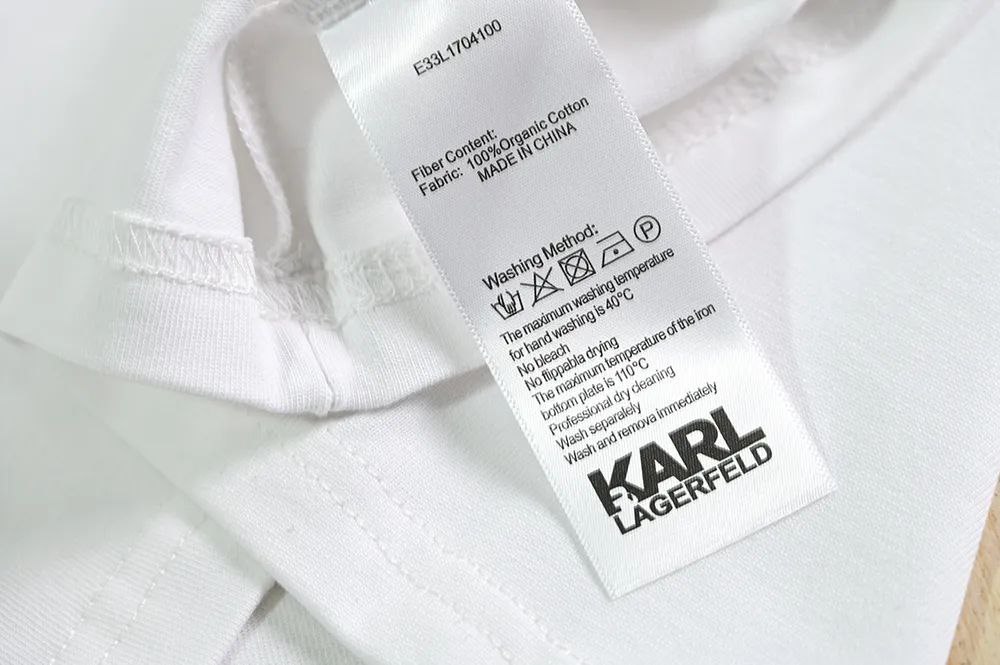 E33L1704100
Fiber Content:
Fabric: 100%Organic Cotton
MADE IN CHINA
Washing Method:
P
The maximum washing temperature
for hand washing is 40°C
No bleach
No flippable drying
The maximum temperature of the iron
bottom plate is 110°C
Professional dry cleaning
Wash separately
Wash and remova immediately
KARL
LAGERFELD